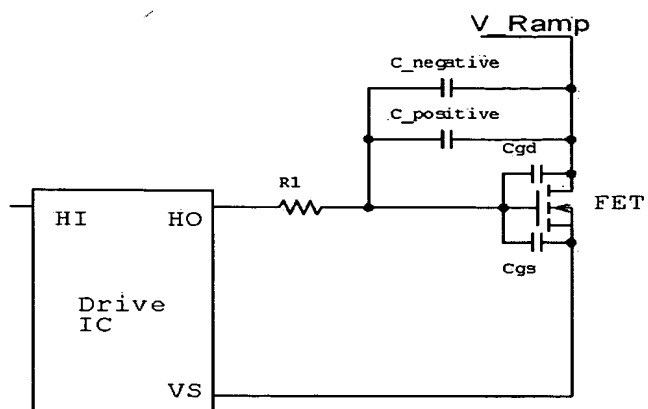 V_Ramp
C_negative
C_positive
Cgd
R1
FET
HI
HO
Cgs
Drive
IC
VS